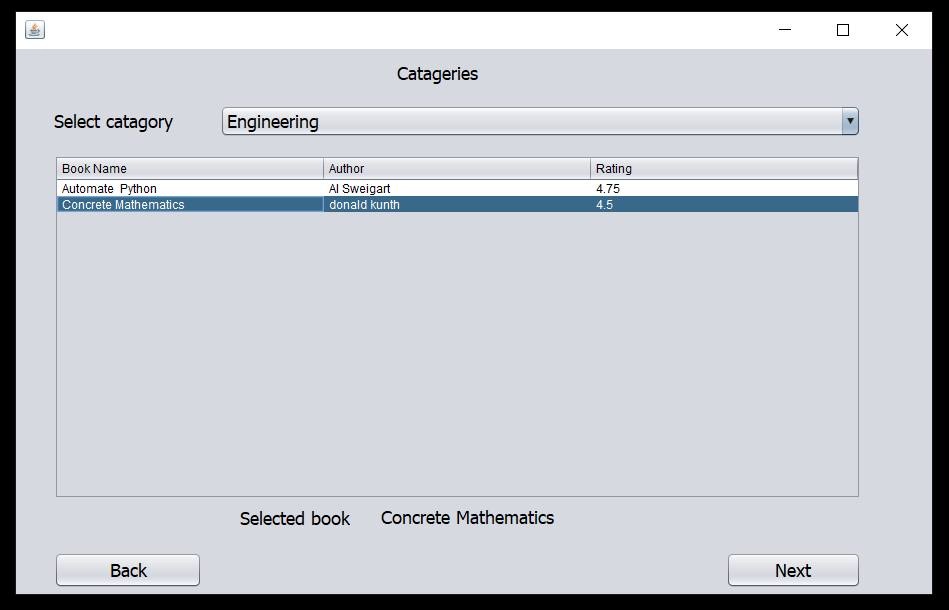 Catageries
Select catagory Engineering
Book Name Author Rating
Automate Python Al Sweigart 4.75
Concrete Mathematics donald kunth 4.5
Selected book Concrete Mathematics
Back Next